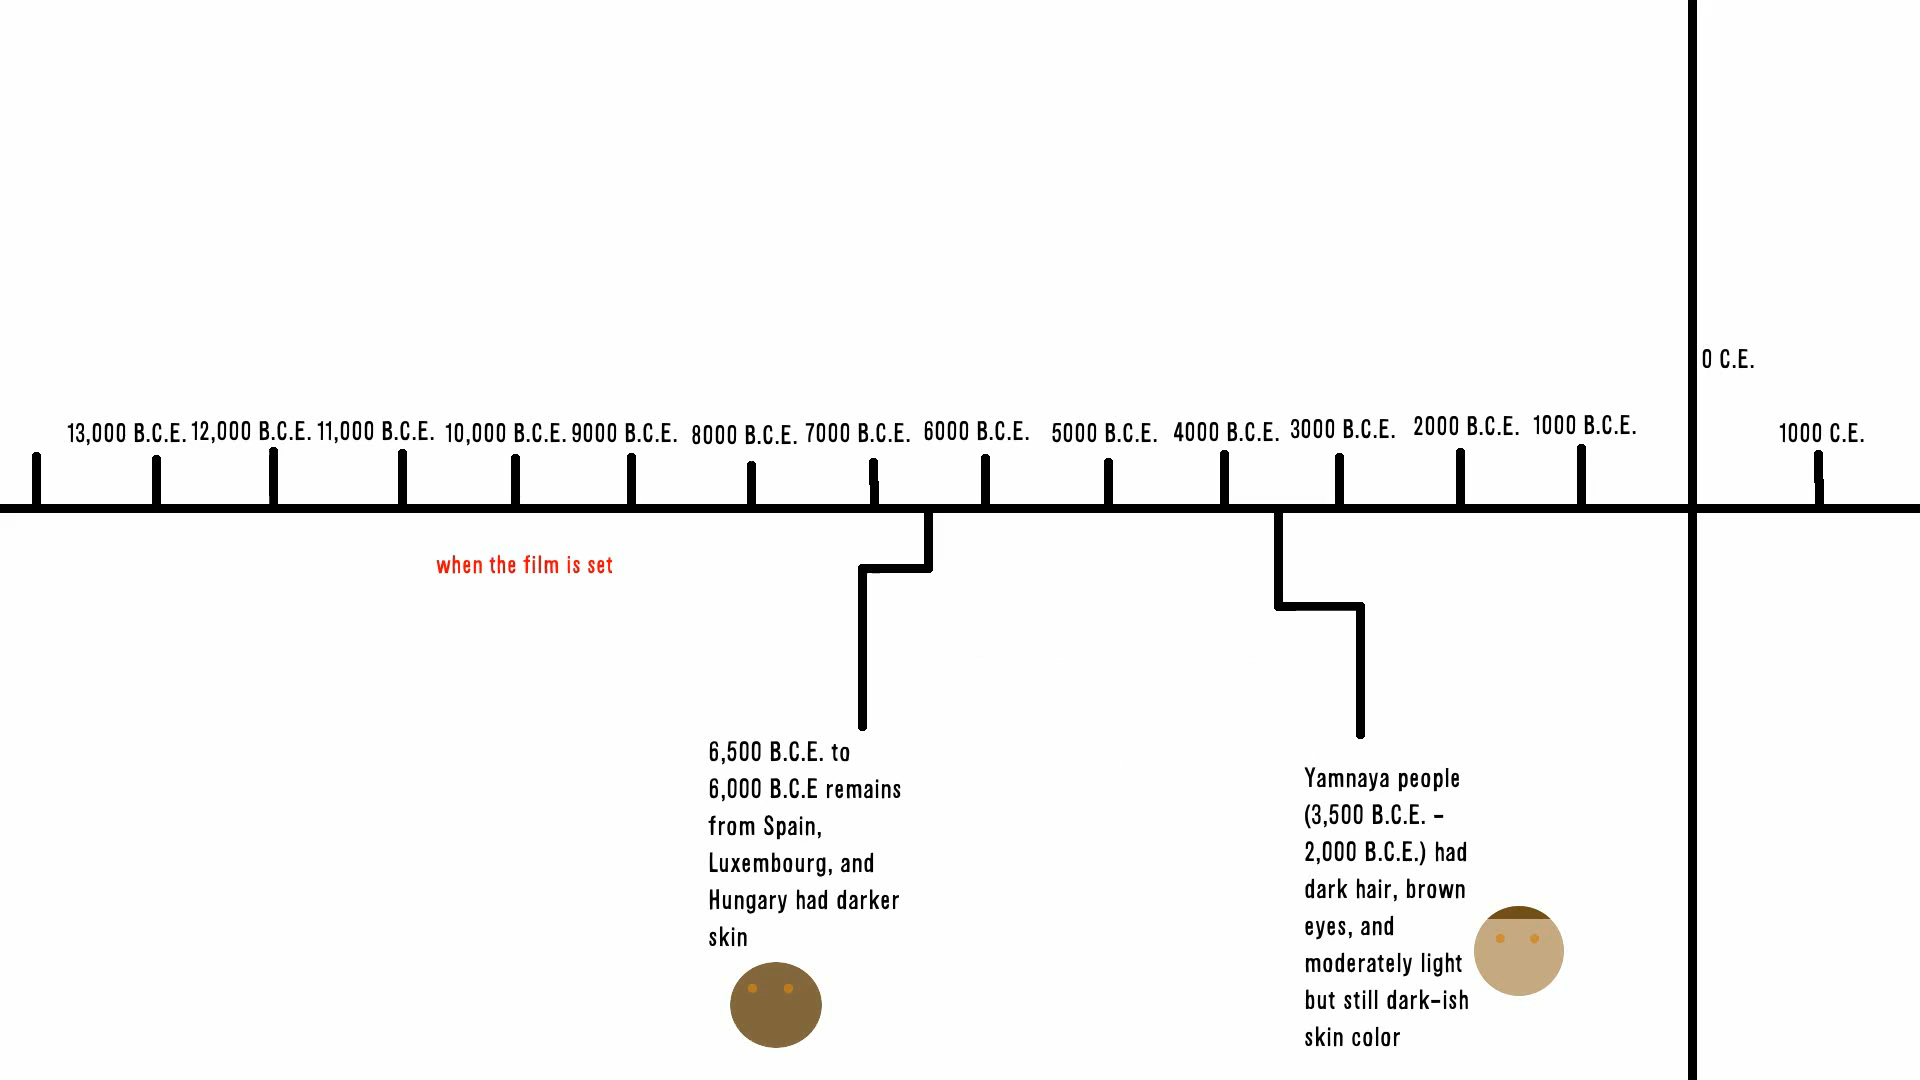 0 C.E.
13,000 B.C.E. 12,000 B.C.E. 11,000 B.C.E. 10,000 B.C.E. 9000 B.C.E. 8000 B.C.E. 7000 B.C.E. 6000 B.C.E. 5000 B.C.E. 4000 B.C.E. 3000 B.C.E. 2000 B.C.E. 1000 B.C.E. 1000 C.E.
when the film is set
6,500 B.C.E. to
6,000 B.C.E remains
from Spain,
Luxembourg, and
Hungary had darker
skin
Yamnaya people
(3,500 B.C.E. -
2,000 B.C.E.) had
dark hair, brown
eyes, and
moderately light
but still dark-ish
skin color